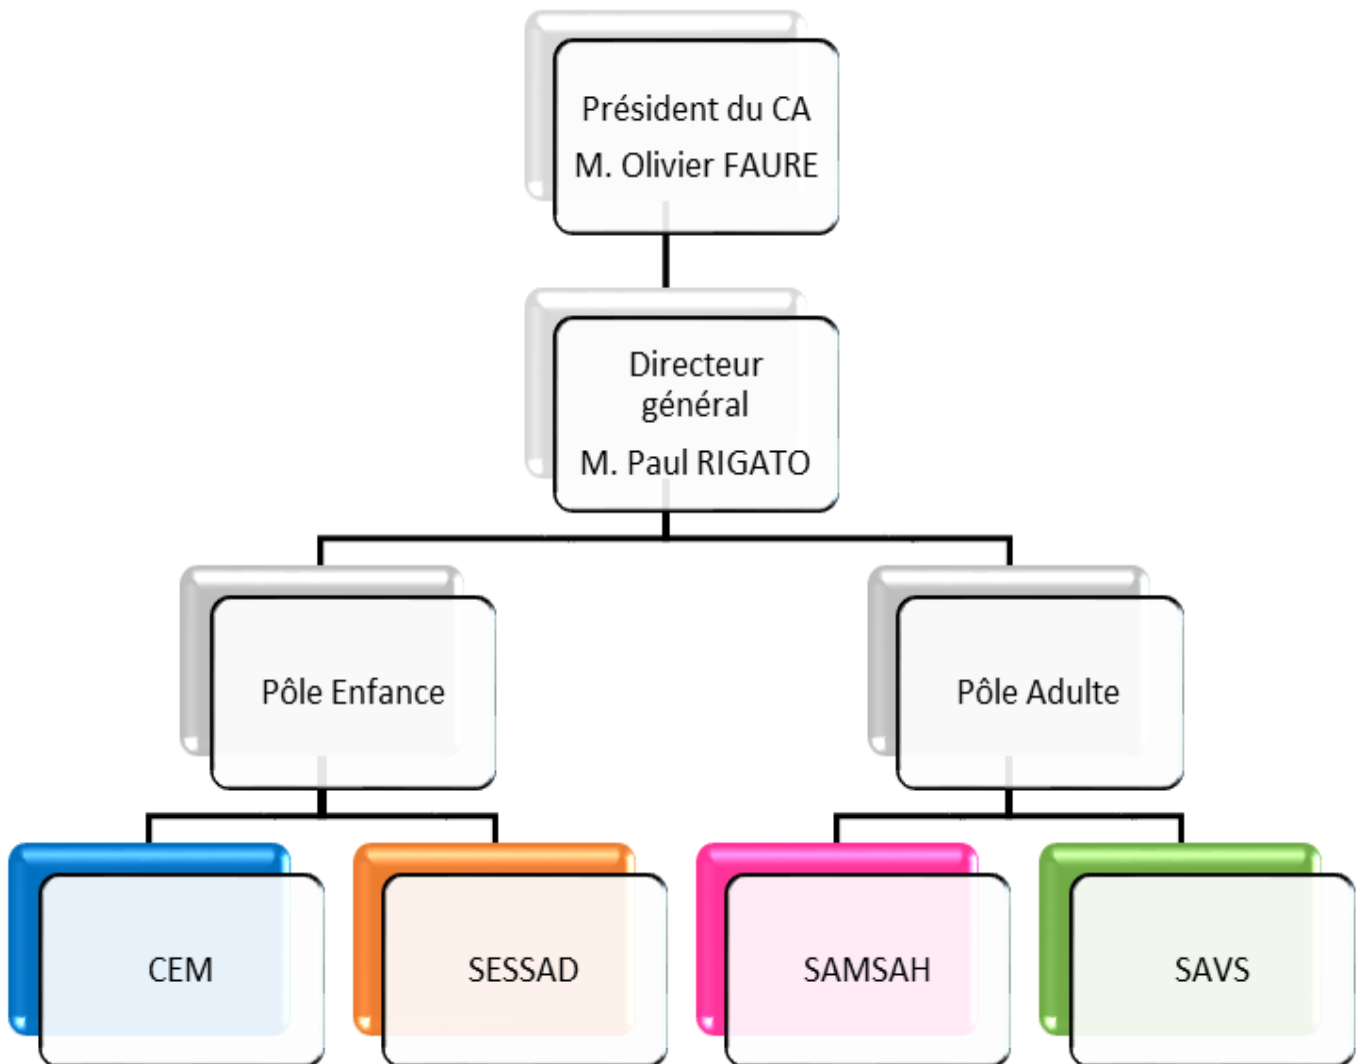 Président du CA
M. Olivier FAURE
Directeur
général
M. Paul RIGATO
Pôle Enfance
Pôle Adulte
CEM
SESSAD
SAMSAH
SAVS